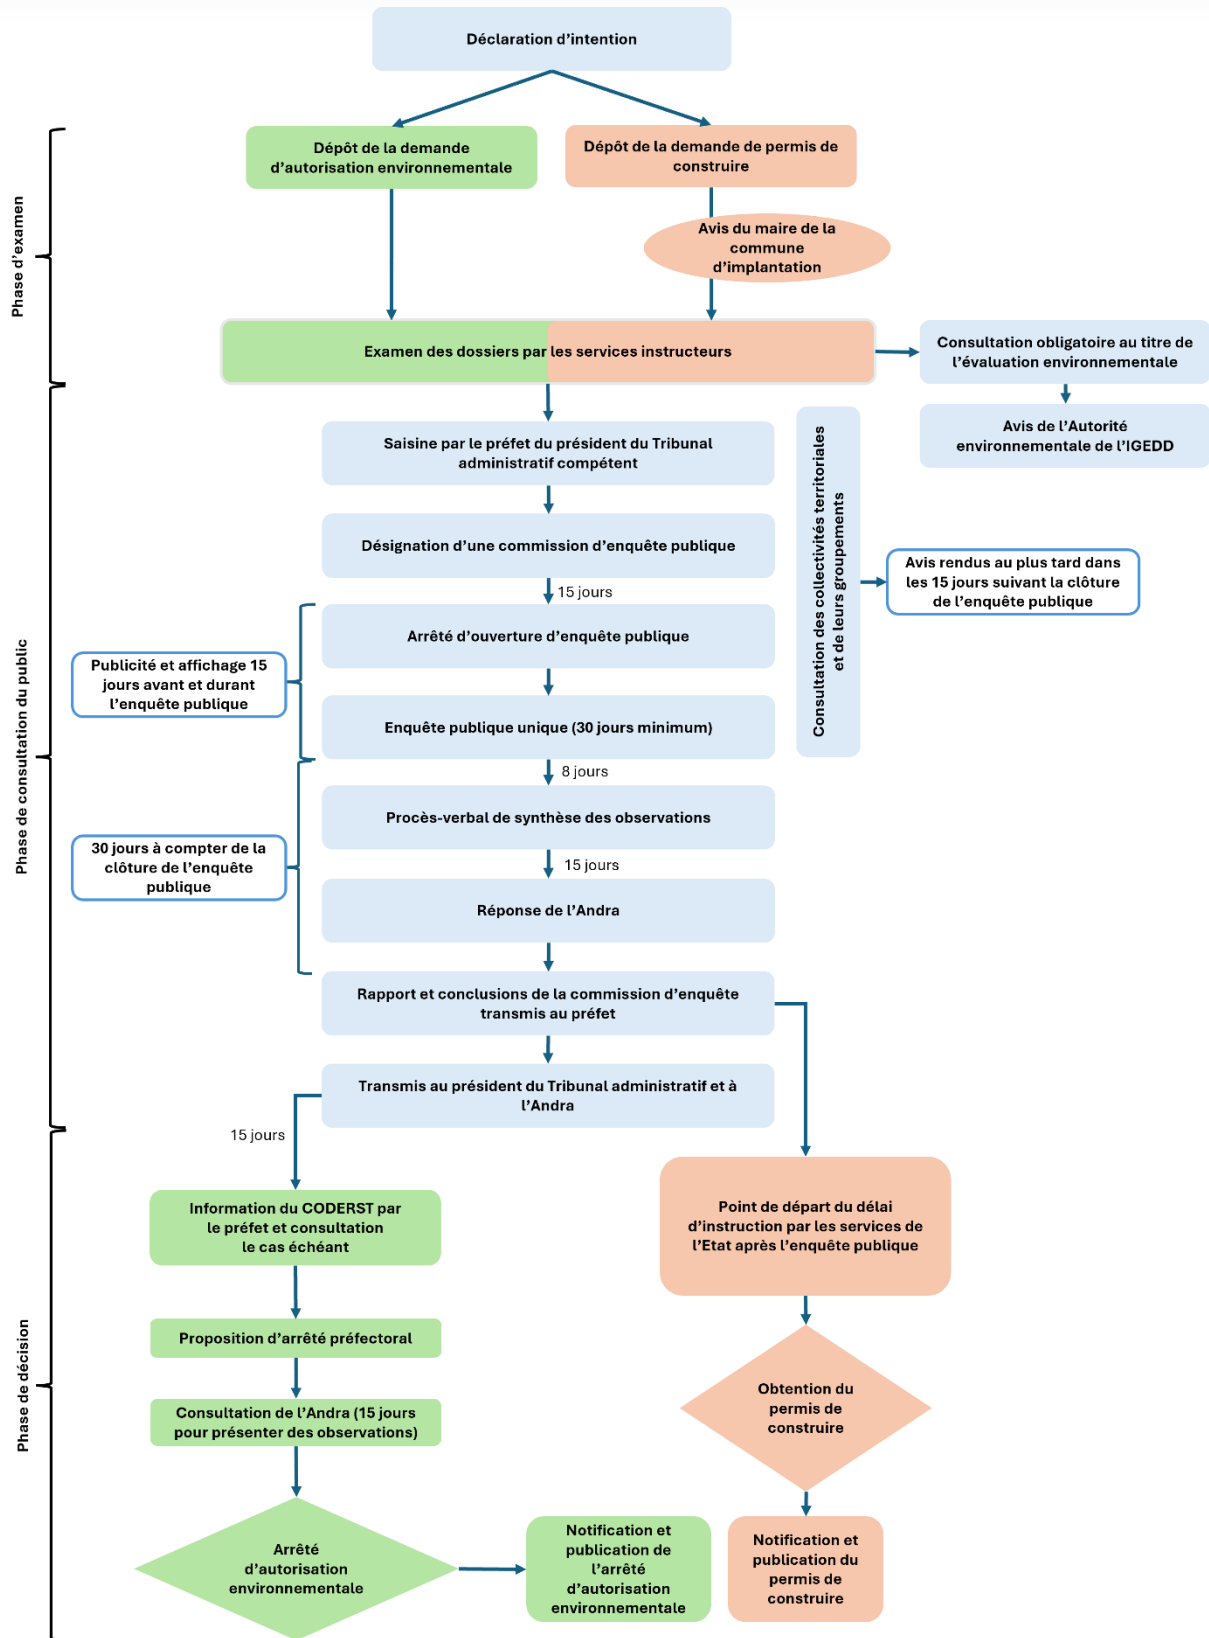 Déclaration d'intention
Phase d'examen
Dépôt de la demande
d'autorisation environnementale
Dépôt de la demande de permis de
construire
Avis du maire de la
commune
d'implantation
Examen des dossiers par les services instructeurs
Consultation obligatoire au titre de
l'évaluation environnementale
Avis de l'Autorité
environnementale de l'IGEDD
Phase de consultation du public
Saisine par le préfet du président du Tribunal
administratif compétent
Désignation d'une commission d'enquête publique
15 jours
Consultation des collectivités territoriales
et de leurs groupements
Avis rendus au plus tard dans
les 15 jours suivant la clôture
de l'enquête publique
Arrêté d'ouverture d'enquête publique
Publicité et affichage 15
jours avant et durant
l'enquête publique
Enquête publique unique (30 jours minimum)
8 jours
Procès-verbal de synthèse des observations
30 jours à compter de la
clôture de l'enquête
publique
15 jours
Réponse de l'Andra
Rapport et conclusions de la commission d'enquête
transmis au préfet
Transmis au président du Tribunal administratif et à
l'Andra
15 jours
Phase de décision
Information du CODERST par
le préfet et consultation
le cas échéant
Point de départ du délai
d'instruction par les services de
l'Etat après l'enquête publique
Proposition d'arrêté préfectoral
Consultation de l'Andra (15 jours
pour présenter des observations)
Obtention du
permis de
construire
Arrêté
d'autorisation
environnementale
Notification et
publication de
l'arrêté
d'autorisation
environnementale
Notification et
publication du
permis de
construire